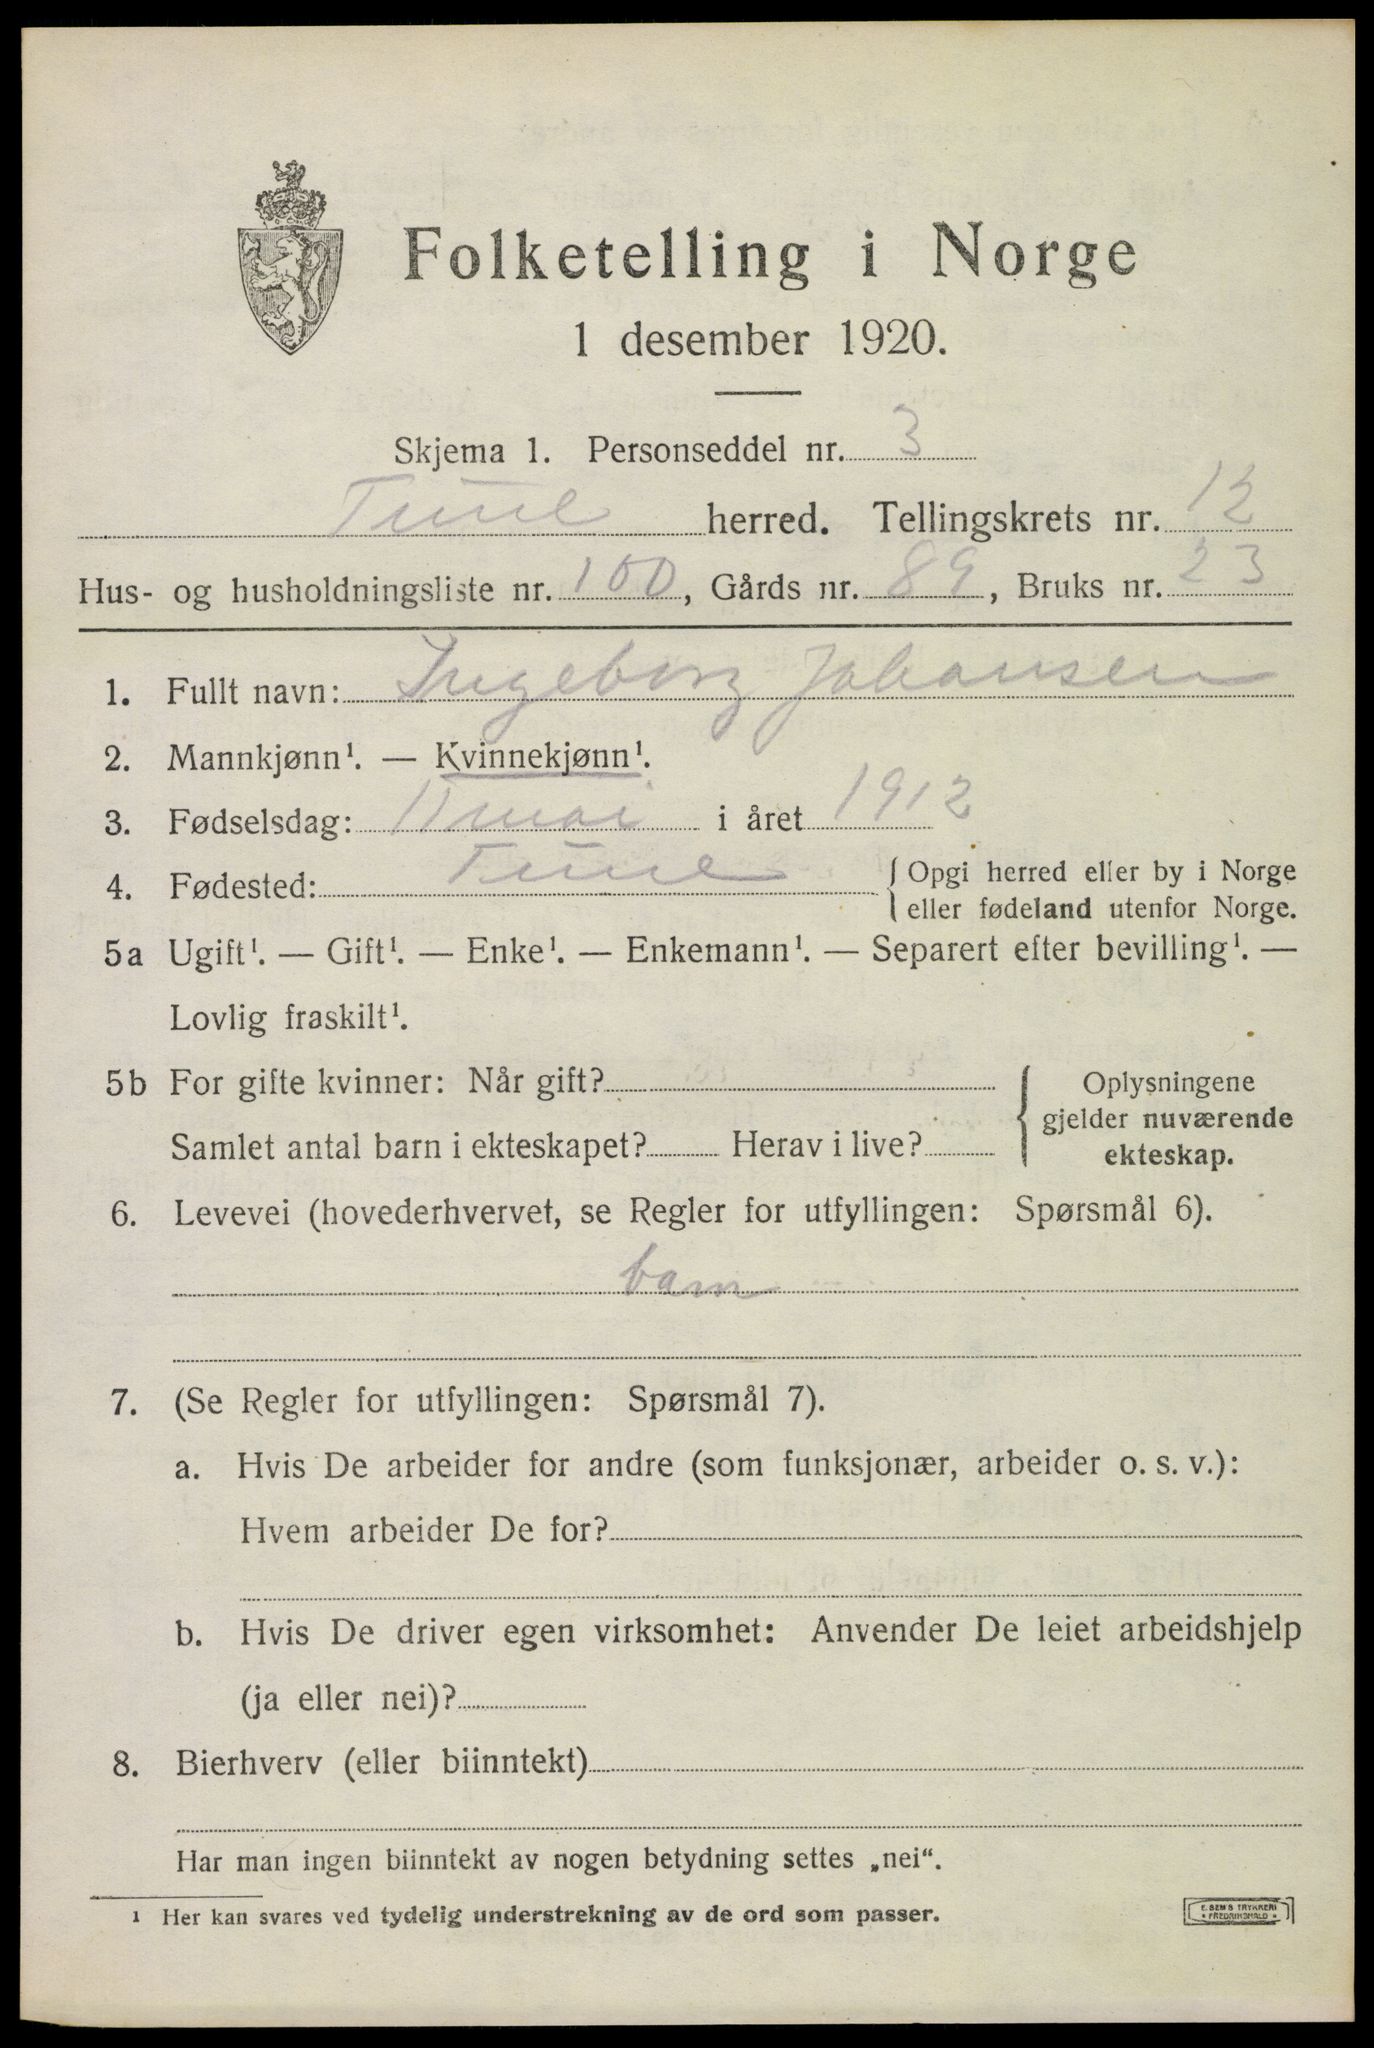 Folketelling i Norge
1 desember 1920.
Skjema 1. Personseddel nr. 3
Tune herred. Tellingskrets nr. 12
Hus- og husholdningsliste nr. 100, Gårds nr. 89, Bruks nr. 23
1. Fullt navn: Ingeborg Johansen
2. Mannkjønn¹. — Kvinnekjønn¹.
3. Fødselsdag: 11 mai i året 1912
4. Fødested: Tune {Opgi herred eller by i Norge
eller fødeland utenfor Norge.
5a Ugift¹. — Gift¹. — Enke¹. — Enkemann¹. — Separert efter bevilling¹. —
Lovlig fraskilt¹.
5b For gifte kvinner: Når gift?
Samlet antal barn i ekteskapet? Herav i live?
Oplysningene
gjelder nuværende
ekteskap.
6. Levevei (hovederhvervet, se Regler for utfyllingen: Spørsmål 6).
barn
7. (Se Regler for utfyllingen: Spørsmål 7).
a. Hvis De arbeider for andre (som funksjonær, arbeider o. s. v.):
Hvem arbeider De for?
b. Hvis De driver egen virksomhet: Anvender De leiet arbeidshjelp
(ja eller nei)?
8. Bierhverv (eller biinntekt)
Har man ingen biinntekt av nogen betydning settes „nei“.
¹ Her kan svares ved tydelig understrekning av de ord som passer.
E. SEM'S TRYKKERI
• FREDRIKSHALD •